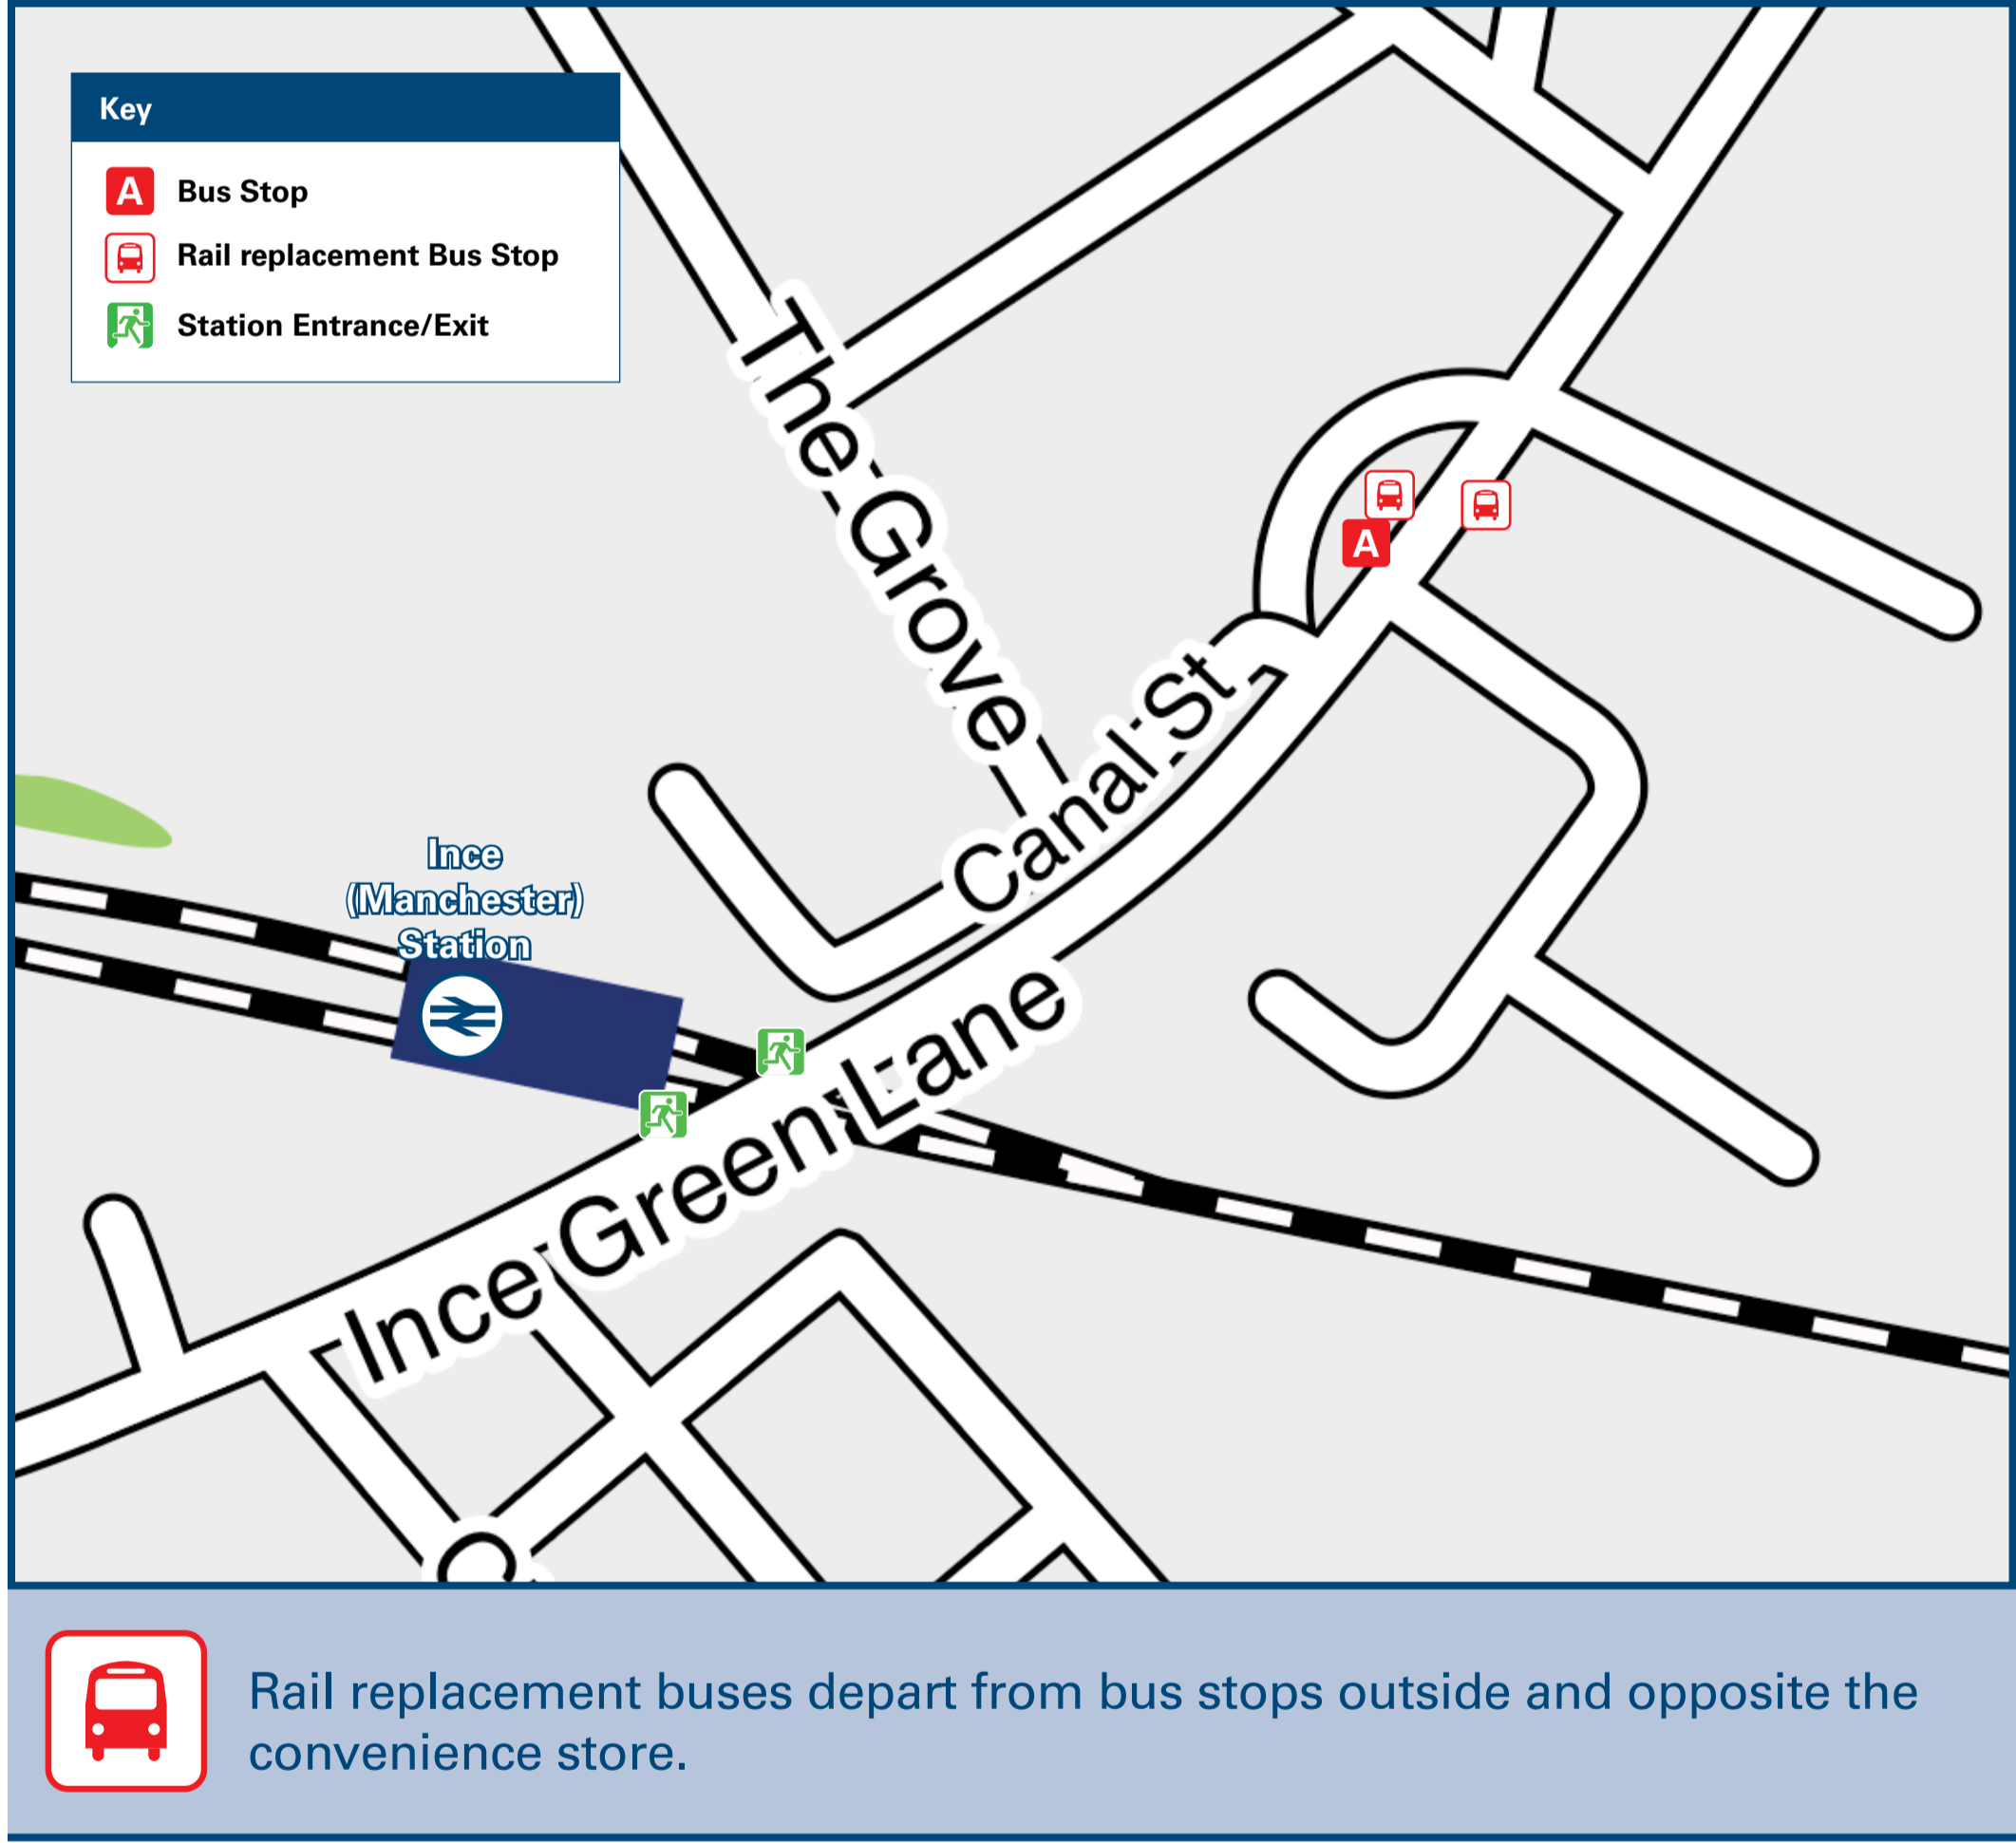 Key
A
Bus Stop
Rail replacement Bus Stop
Station Entrance/Exit
The Grove
A
Canal St
Ince
(Manchester)
Station
Ince Green Lane
Rail replacement buses depart from bus stops outside and opposite the
convenience store.